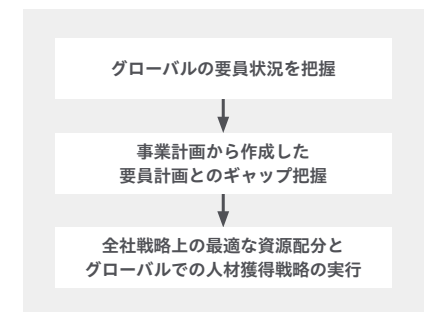 グローバルの要員状況を把握
事業計画から作成した
要員計画とのギャップ把握
全社戦略上の最適な資源配分と
グローバルでの人材獲得戦略の実行